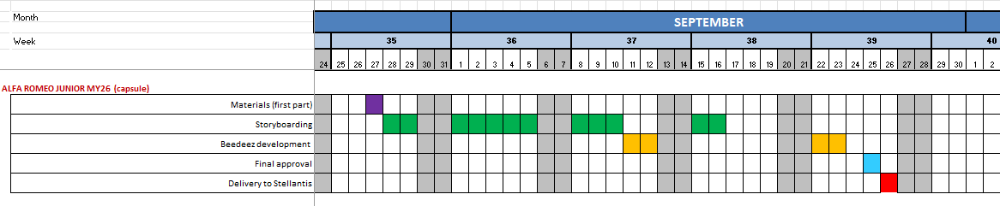 Month SEPTEMBER
Week 35 36 37 38 39 40
24 25 26 27 28 29 30 31 1 2 3 4 5 6 7 8 9 10 11 12 13 14 15 16 17 18 19 20 21 22 23 24 25 26 27 28 29 30 1 2
ALFA ROMEO JUNIOR MY26 (capsule)
Materials (first part)
Storyboarding
Beedeez development
Final approval
Delivery to Stellantis